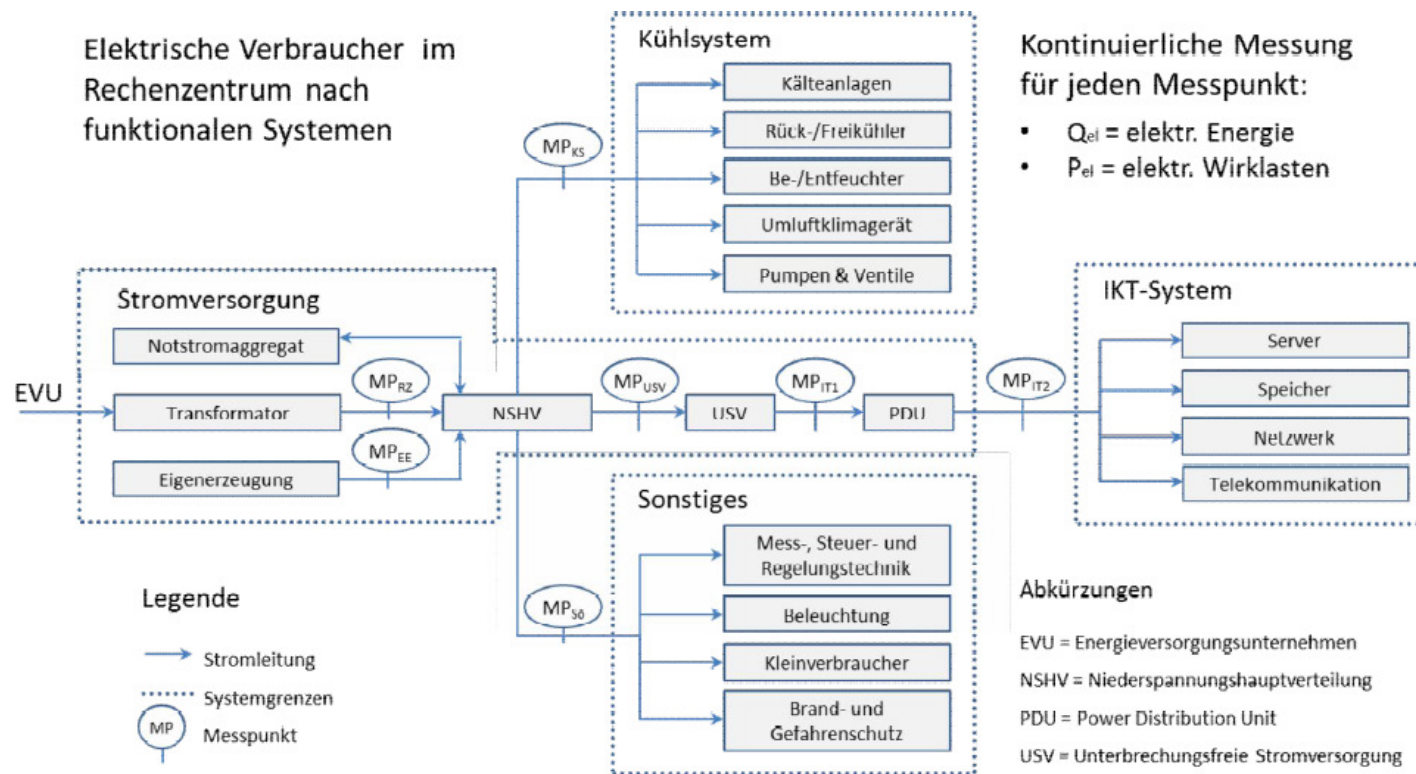 Elektrische Verbraucher im
Rechenzentrum nach
funktionalen Systemen
Kühlsystem
Kälteanlagen
Rück-/Freikühler
Be-/Entfeuchter
Umluftklimagerät
Pumpen & Ventile
MP_KS
Kontinuierliche Messung
für jeden Messpunkt:
• Q_el = elektr. Energie
• P_el = elektr. Wirklasten
Stromversorgung
Notstromaggregat
EVU
Transformator
MP_RZ
NSHV
MP_USV
USV
MP_IT1
PDU
MP_IT2
MP_EE
Eigenerzeugung
IKT-System
Server
Speicher
Netzwerk
Telekommunikation
Sonstiges
Mess-, Steuer- und
Regelungstechnik
Beleuchtung
Kleinverbraucher
Brand- und
Gefahrenschutz
MP_Sö
Legende
Stromleitung
Systemgrenzen
MP
Messpunkt
Abkürzungen
EVU = Energieversorgungsunternehmen
NSHV = Niederspannungshauptverteilung
PDU = Power Distribution Unit
USV = Unterbrechungsfreie Stromversorgung